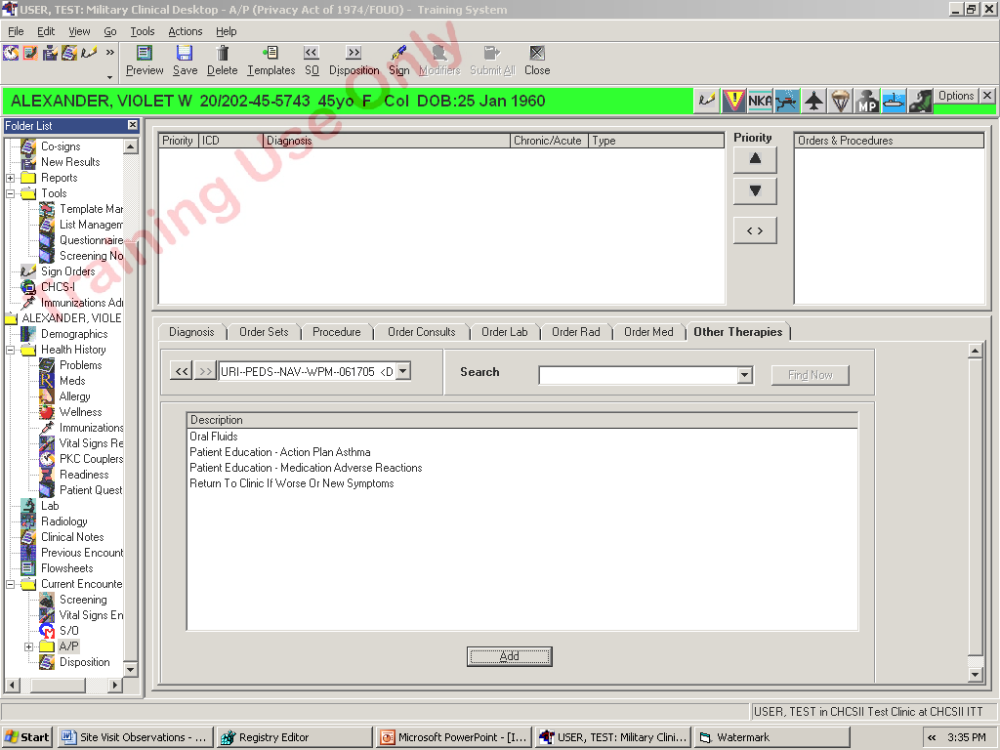 USER, TEST: Military Clinical Desktop - A/P (Privacy Act of 1974/FOUO) - Training System
File Edit View Go Tools Actions Help
»
Preview Save Delete Templates SO Disposition Sign Modifiers Submit All Close
ALEXANDER, VIOLET W 20/202-45-5743 45yo F Col DOB:25 Jan 1960
NKA MP Options
Folder List
Co-signs
New Results
Reports
Tools
Template Mar
List Managem
Questionnaire
Screening No
Sign Orders
CHCS-I
Immunizations Adr
ALEXANDER, VIOLE
Demographics
Health History
Problems
Meds
Allergy
Wellness
Immunizations
Vital Signs Re
PKC Couplers
Readiness
Patient Quest
Lab
Radiology
Clinical Notes
Previous Encount
Flowsheets
Current Encounte
Screening
Vital Signs En
S/O
A/P
Disposition
Priority ICD Diagnosis Chronic/Acute Type
Priority
< >
Orders & Procedures
Diagnosis Order Sets Procedure Order Consults Order Lab Order Rad Order Med Other Therapies
<< >> URI--PEDS--NAV--WPM--061705 <D Search Find Now
Description
Oral Fluids
Patient Education - Action Plan Asthma
Patient Education - Medication Adverse Reactions
Return To Clinic If Worse Or New Symptoms
Add
Training Use Only
USER, TEST in CHCSII Test Clinic at CHCSII ITT
Start Site Visit Observations - ... Registry Editor Microsoft PowerPoint - [I... USER, TEST: Military Clini... Watermark « 3:35 PM